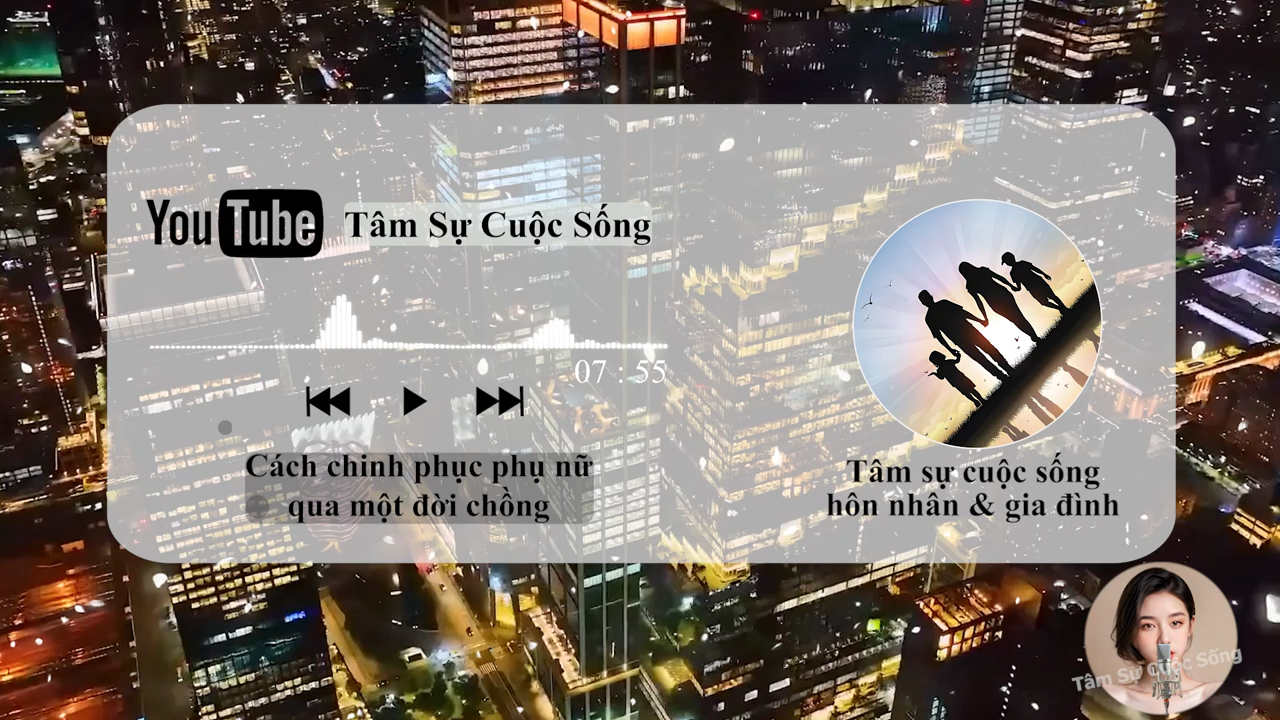 YouTube Tâm Sự Cuộc Sống
07 : 55
Cách chinh phục phụ nữ
qua một đời chồng
Tâm sự cuộc sống
hôn nhân & gia đình
Tâm Sự Cuộc Sống